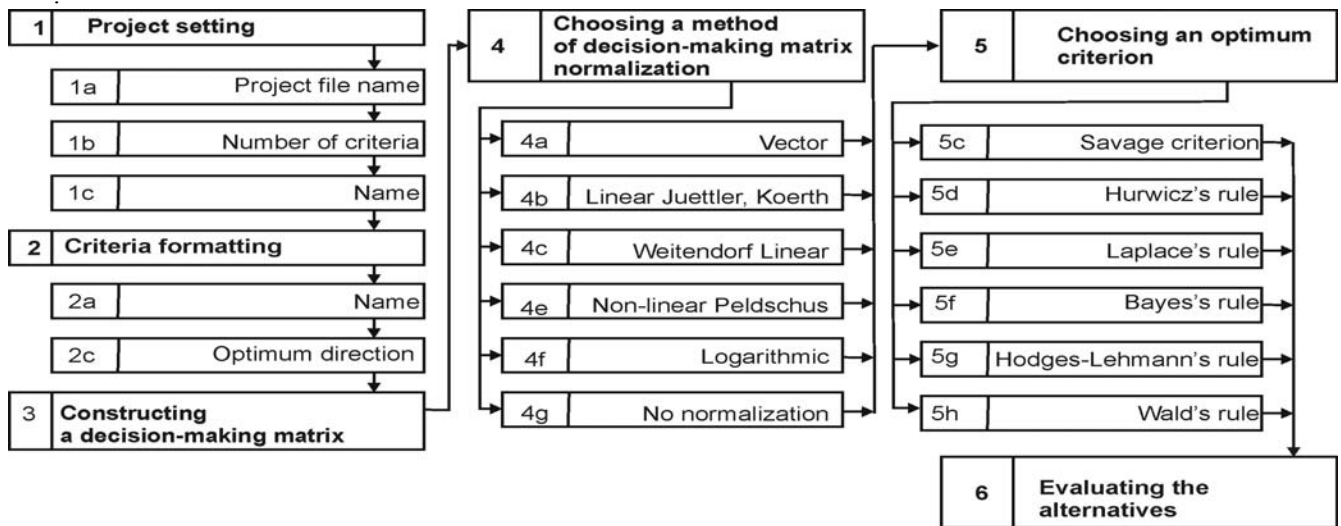 1 Project setting
1a Project file name
1b Number of criteria
1c Name
2 Criteria formatting
2a Name
2c Optimum direction
3 Constructing
a decision-making matrix
4 Choosing a method
of decision-making matrix
normalization
4a Vector
4b Linear Juettler, Koerth
4c Weitendorf Linear
4e Non-linear Peldschus
4f Logarithmic
4g No normalization
5 Choosing an optimum
criterion
5c Savage criterion
5d Hurwicz's rule
5e Laplace's rule
5f Bayes's rule
5g Hodges-Lehmann's rule
5h Wald's rule
6 Evaluating the
alternatives